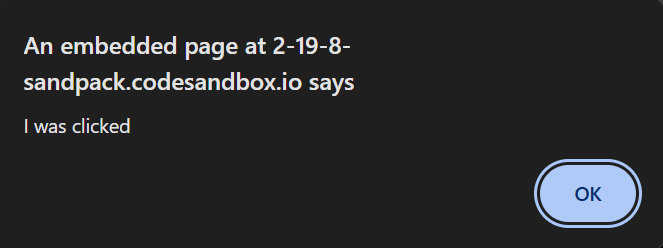 An embedded page at 2-19-8-
sandpack.codesandbox.io says
I was clicked
OK